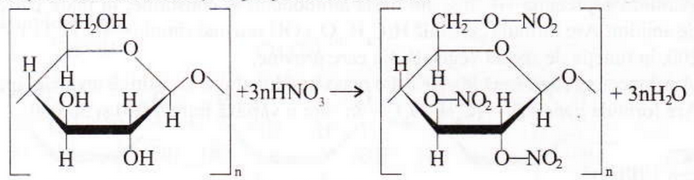 CH₂OH CH₂ – O – NO₂
O O
H H O H H O
OH H +3nHNO₃ → O–NO₂ H + 3nH₂O
H H
H OH n H O–NO₂ n